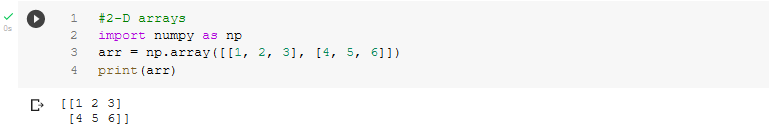 0s
1 #2-D arrays
2 import numpy as np
3 arr = np.array([[1, 2, 3], [4, 5, 6]])
4 print(arr)
[[1 2 3]
 [4 5 6]]